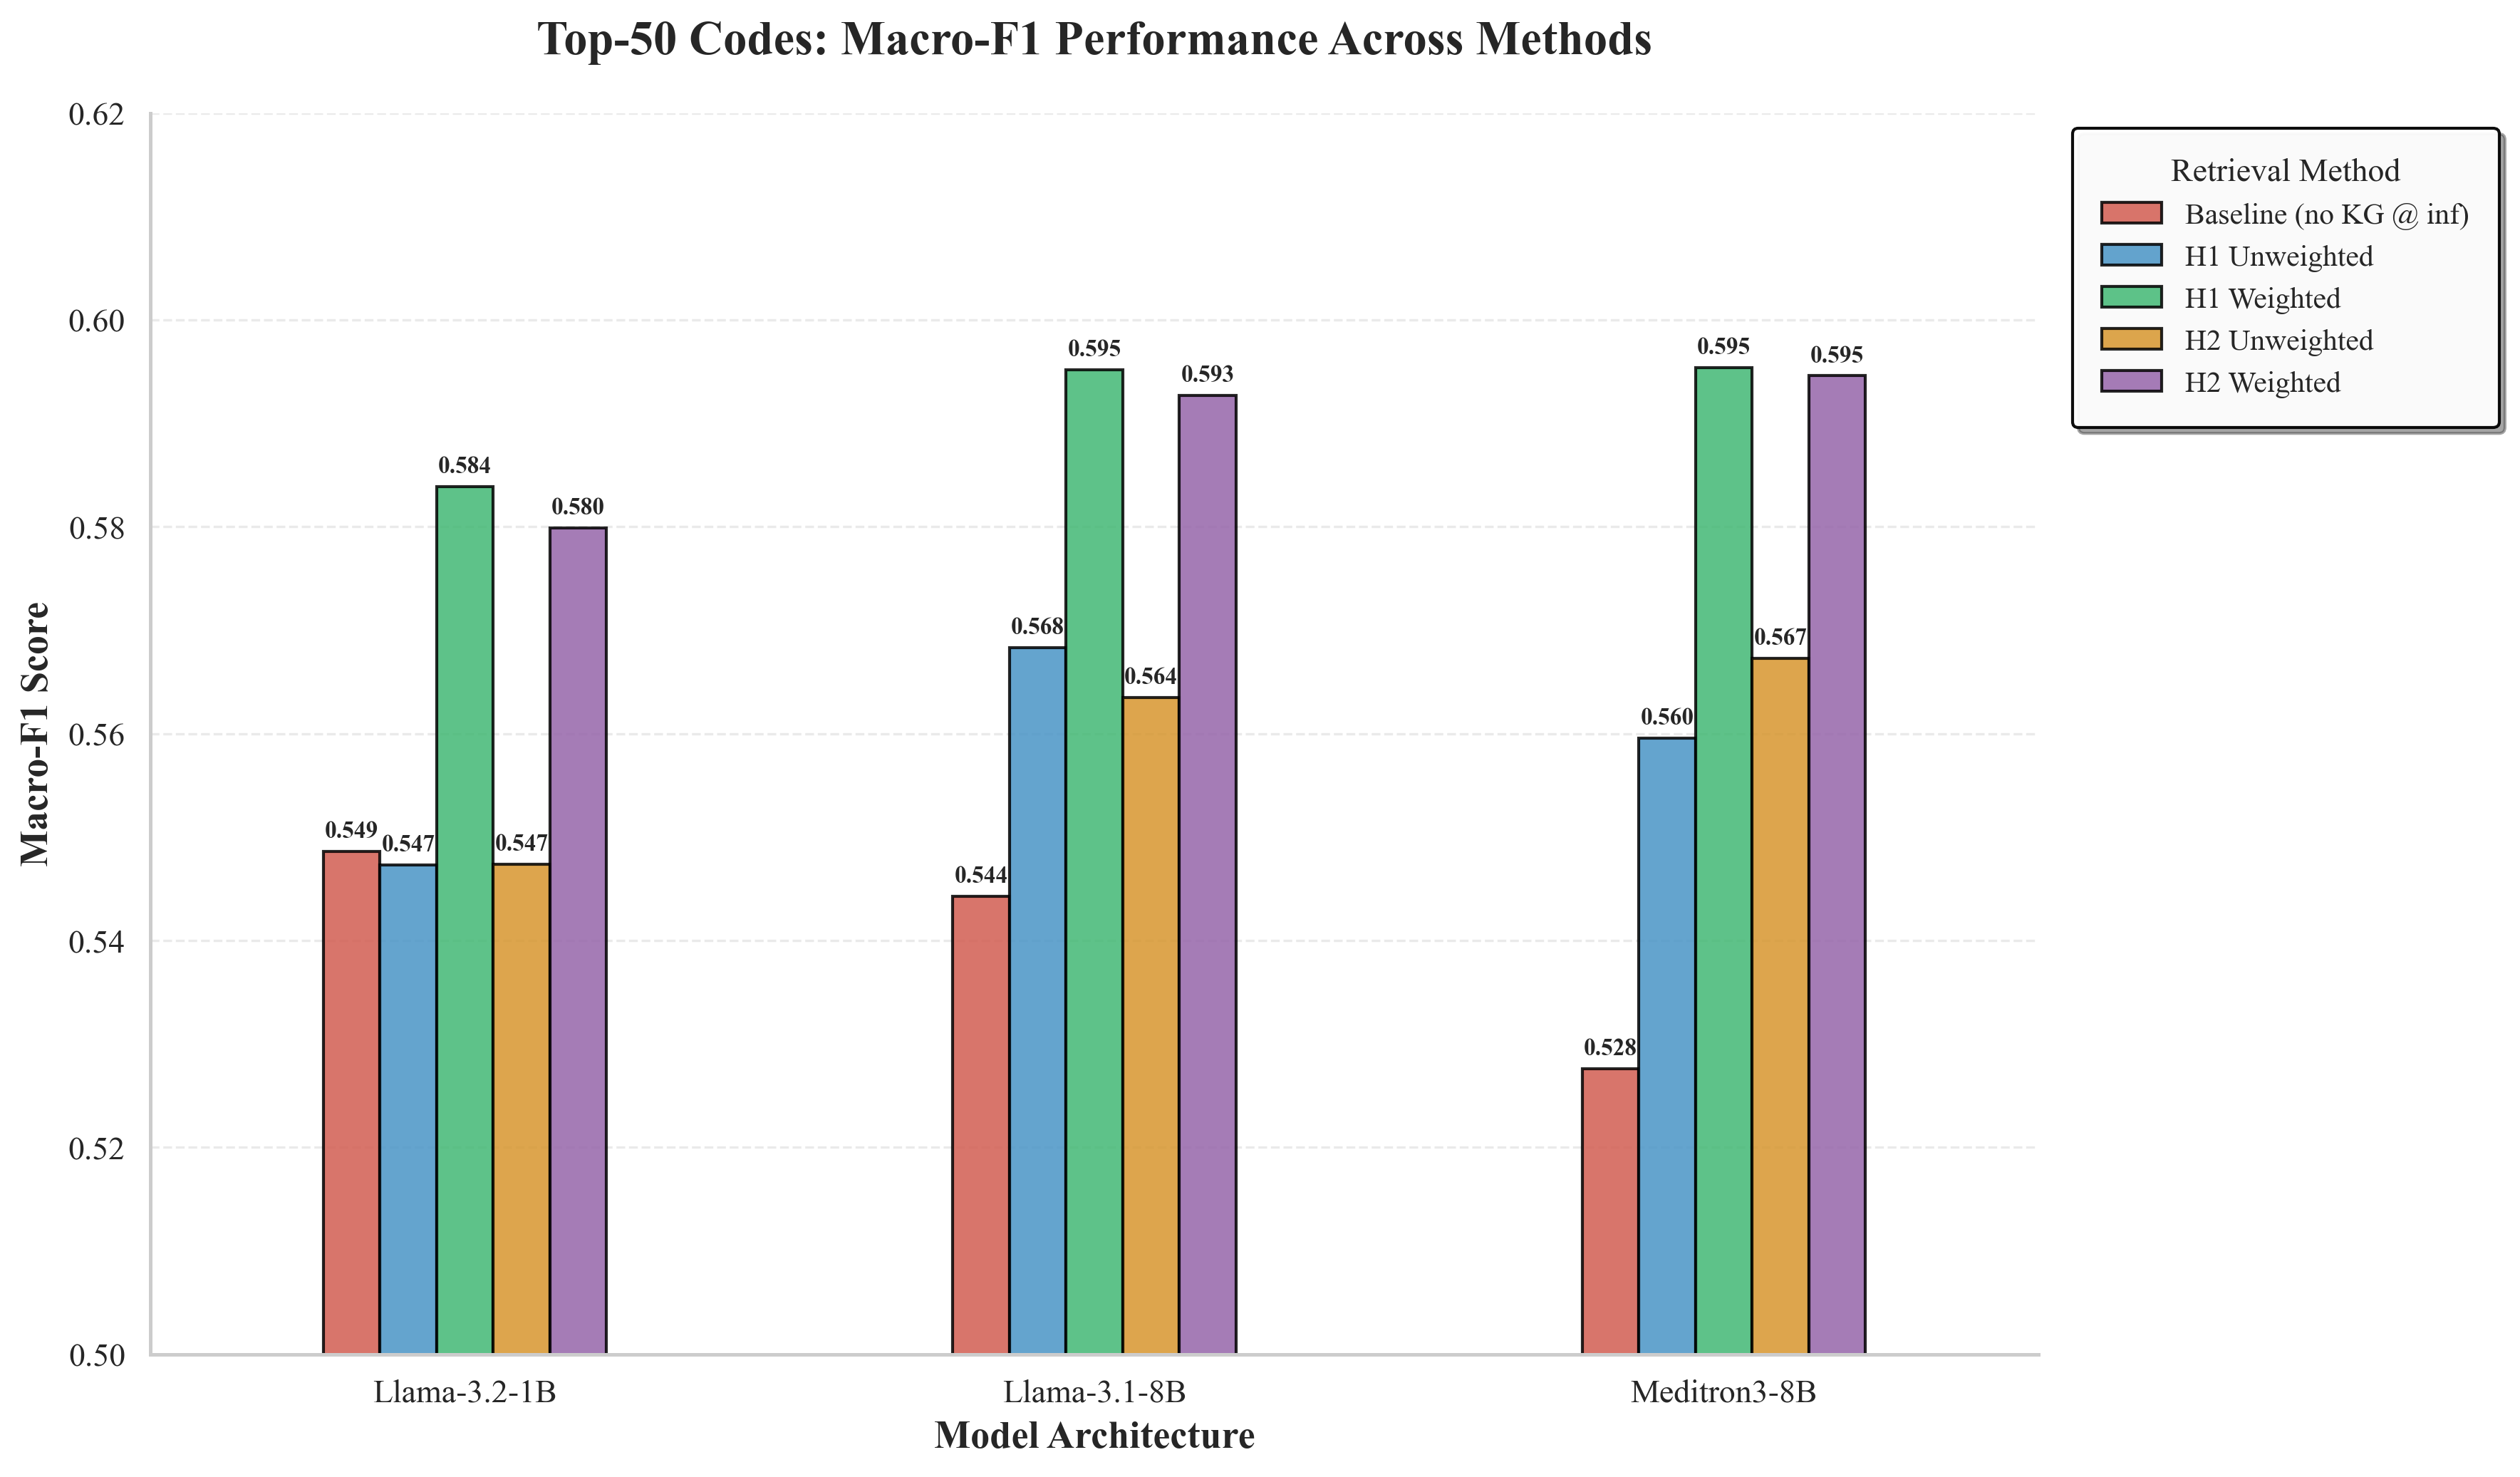 Top-50 Codes: Macro-F1 Performance Across Methods
Macro-F1 Score
0.62
0.60
0.58
0.56
0.54
0.52
0.50
0.549
0.547
0.584
0.547
0.580
0.544
0.568
0.595
0.564
0.593
0.528
0.560
0.595
0.567
0.595
Llama-3.2-1B
Llama-3.1-8B
Meditron3-8B
Model Architecture
Retrieval Method
Baseline (no KG @ inf)
H1 Unweighted
H1 Weighted
H2 Unweighted
H2 Weighted